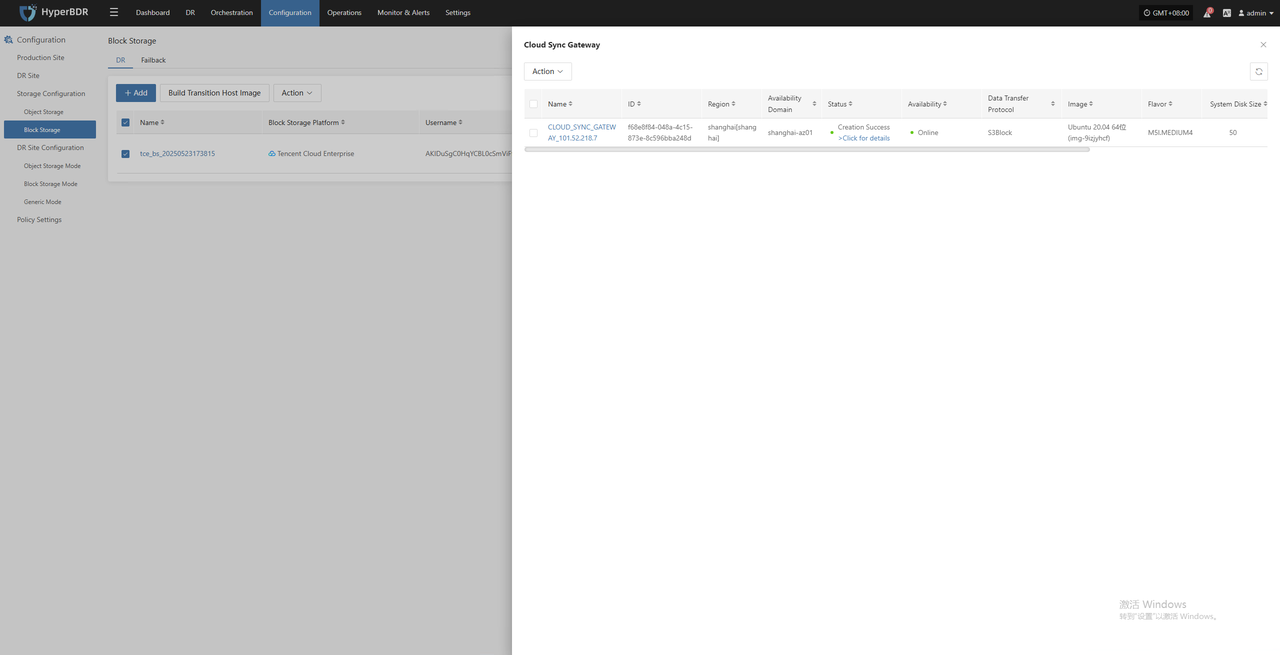 HyperBDR
Dashboard
DR
Orchestration
Configuration
Operations
Monitor & Alerts
Settings
GMT+08:00
admin
Configuration
Production Site
DR Site
Storage Configuration
Object Storage
Block Storage
DR Site Configuration
Object Storage Mode
Block Storage Mode
Generic Mode
Policy Settings
Block Storage
DR
Failback
+ Add
Build Transition Host Image
Action
Name
Block Storage Platform
Username
tce_bs_20250523173815
Tencent Cloud Enterprise
Cloud Sync Gateway
Action
Name
ID
Region
Availability
Domain
Status
Availability
Data Transfer
Protocol
Image
Flavor
System Disk Size
CLOUD_SYNC_GATEW
AY_101.52.218.7
f68e8f84-048a-4c15-
873e-8c596bba248d
shanghai[shang
hai]
shanghai-az01
Creation Success
>Click for details
Online
S3Block
Ubuntu 20.04 64位
(img-9izjyhcf)
MSI.MEDIUM4
50
激活 Windows
转到"设置"以激活 Windows。